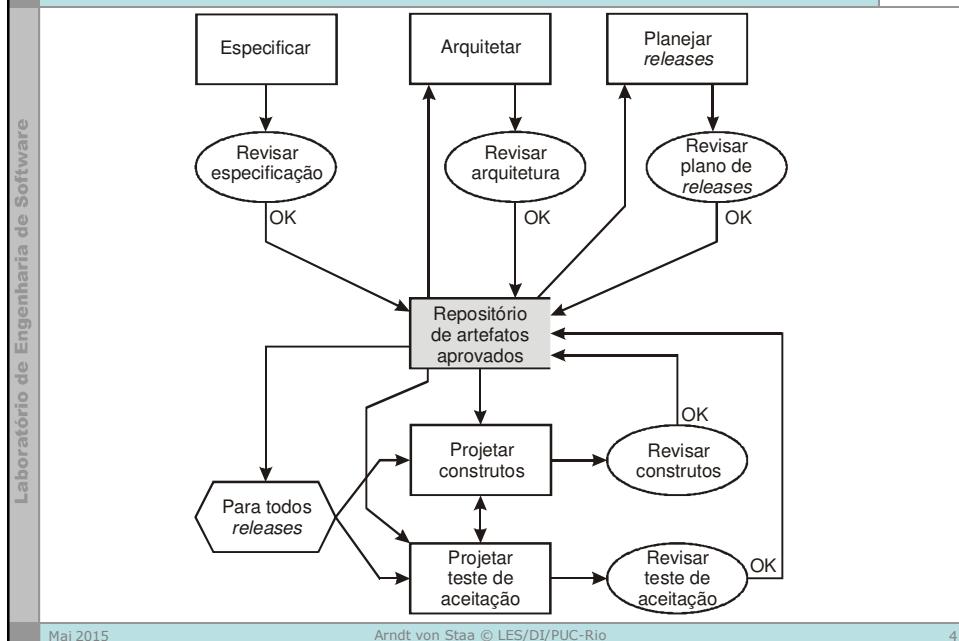 Especificar
Arquitetar
Planejar
releases
Revisar
especificação
Revisar
arquitetura
Revisar
plano de
releases
OK
OK
OK
Repositório
de artefatos
aprovados
OK
Projetar
construtos
Revisar
construtos
Para todos
releases
Projetar
teste de
aceitação
Revisar
teste de
aceitação
OK
Laboratório de Engenharia de Software
Mai 2015
Arndt von Staa © LES/DI/PUC-Rio
4